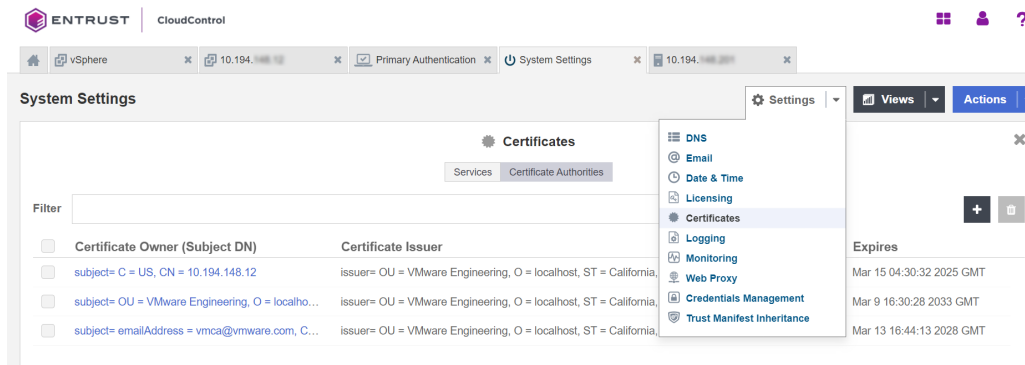 ENTRUST CloudControl ?
vSphere 10.194. Primary Authentication System Settings 10.194.
System Settings
Settings Views Actions
Certificates
Services Certificate Authorities
DNS
Email
Date & Time
Licensing
Certificates
Logging
Monitoring
Web Proxy
Credentials Management
Trust Manifest Inheritance
Filter
Certificate Owner (Subject DN) Certificate Issuer Expires
subject= C = US, CN = 10.194.148.12 issuer= OU = VMware Engineering, O = localhost, ST = California, Mar 15 04:30:32 2025 GMT
subject= OU = VMware Engineering, O = localho... issuer= OU = VMware Engineering, O = localhost, ST = California, Mar 9 16:30:28 2033 GMT
subject= emailAddress = vmca@vmware.com, C... issuer= OU = VMware Engineering, O = localhost, ST = California, Mar 13 16:44:13 2028 GMT